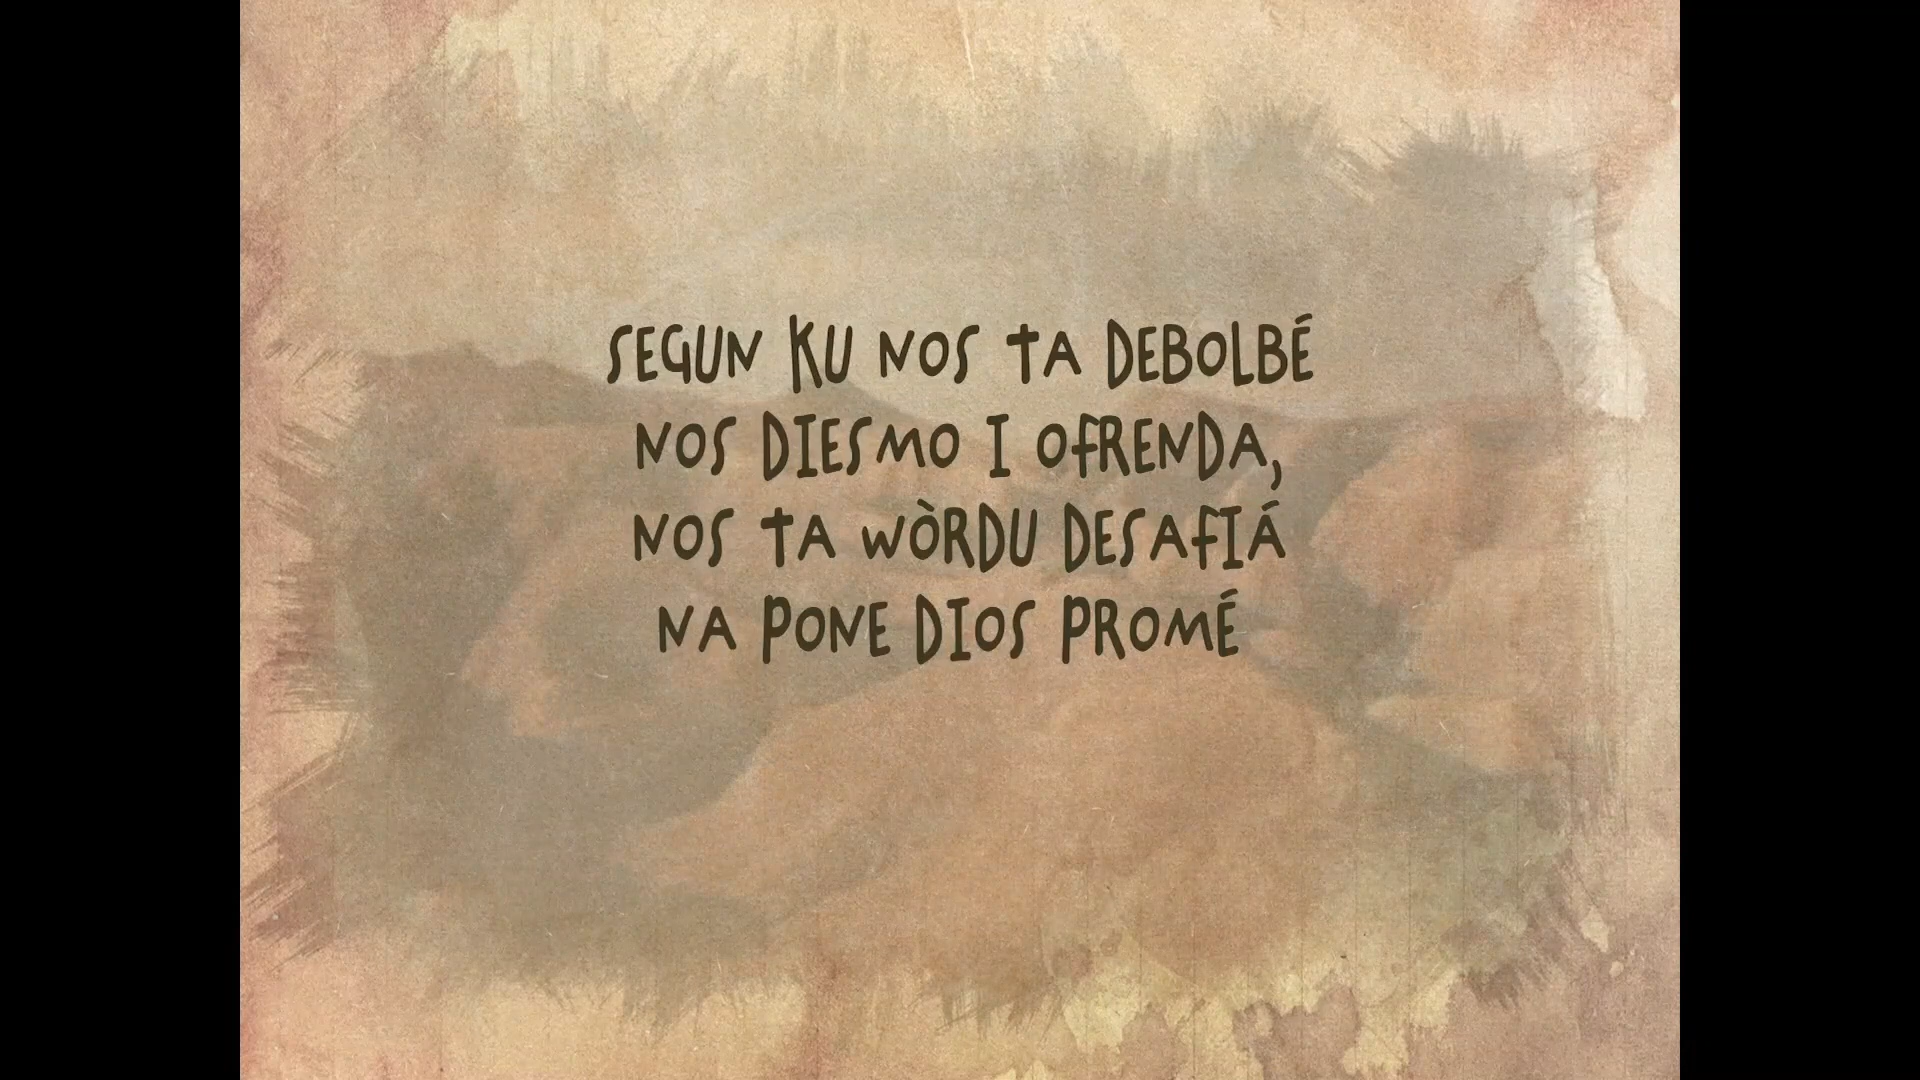 SEGUN KU NOS TA DEBOLBÉ
NOS DIESMO I OFRENDA,
NOS TA WÒRDU DESAFIÁ
NA PONE DIOS PROMÉ